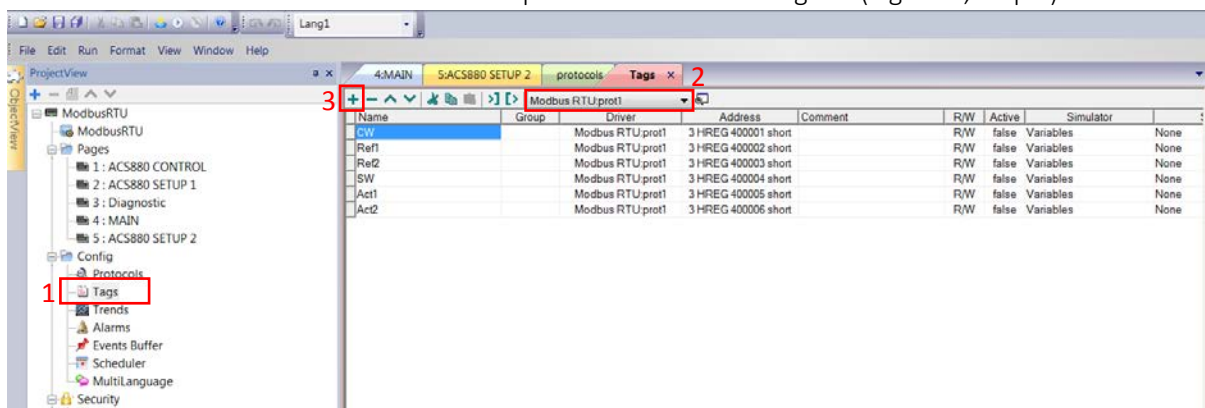 Lang1
File Edit Run Format View Window Help
ProjectView
ObjectView
ModbusRTU
ModbusRTU
Pages
1 : ACS880 CONTROL
2 : ACS880 SETUP 1
3 : Diagnostic
4 : MAIN
5 : ACS880 SETUP 2
Config
Protocols
1 Tags
Trends
Alarms
Events Buffer
Scheduler
MultiLanguage
Security
4:MAIN 5:ACS880 SETUP 2 protocols Tags x 2
3 Modbus RTU:prot1
Name Group Driver Address Comment R/W Active Simulator
CW Modbus RTU:prot1 3 HREG 400001 short R/W false Variables None
Ref1 Modbus RTU:prot1 3 HREG 400002 short R/W false Variables None
Ref2 Modbus RTU:prot1 3 HREG 400003 short R/W false Variables None
SW Modbus RTU:prot1 3 HREG 400004 short R/W false Variables None
Act1 Modbus RTU:prot1 3 HREG 400005 short R/W false Variables None
Act2 Modbus RTU:prot1 3 HREG 400006 short R/W false Variables None